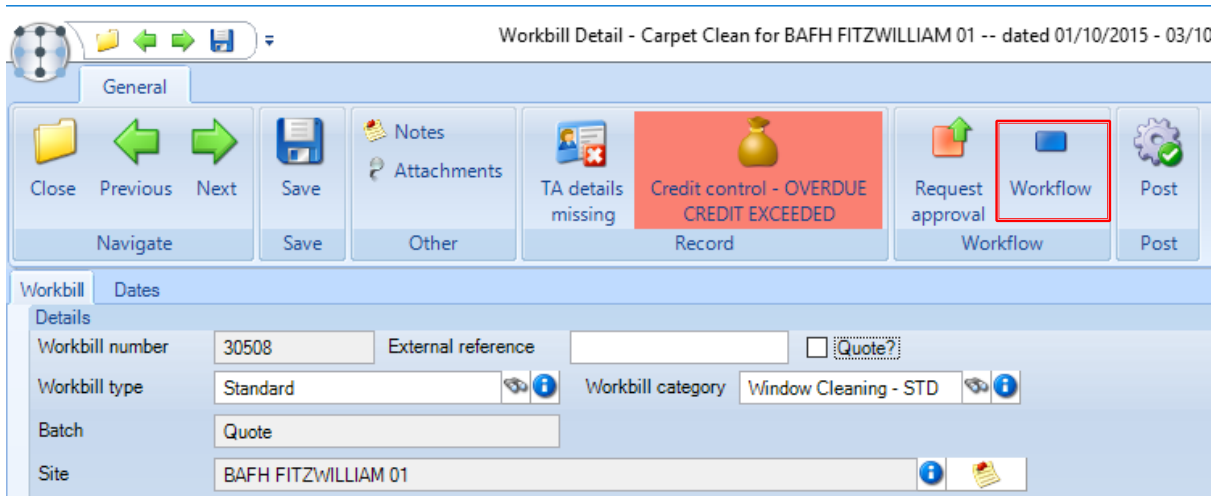 Workbill Detail - Carpet Clean for BAFH FITZWILLIAM 01 -- dated 01/10/2015 - 03/10
General
Close
Previous
Next
Save
Notes
Attachments
TA details
missing
Credit control - OVERDUE
CREDIT EXCEEDED
Request
approval
Workflow
Post
Navigate
Save
Other
Record
Workflow
Post
Workbill
Dates
Details
Workbill number 30508 External reference Quote?
Workbill type Standard Workbill category Window Cleaning - STD
Batch Quote
Site BAFH FITZWILLIAM 01